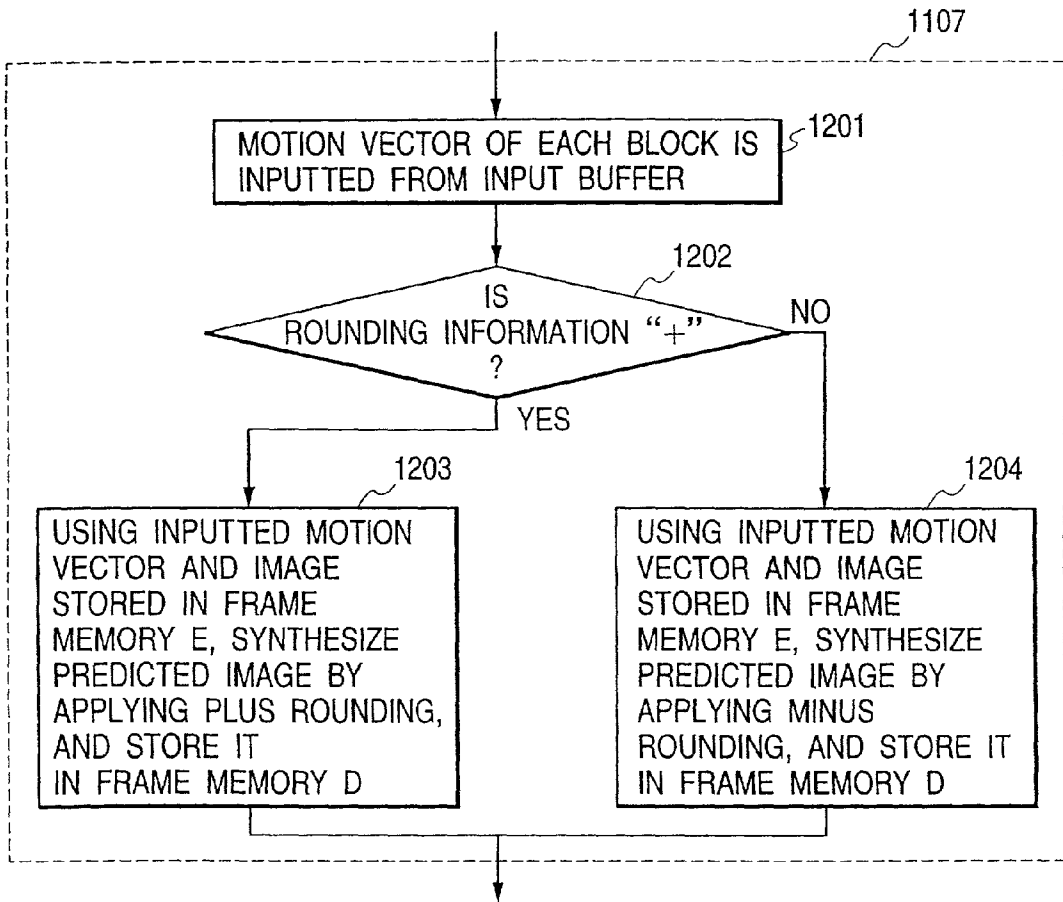 1107
1201
MOTION VECTOR OF EACH BLOCK IS
INPUTTED FROM INPUT BUFFER
1202
IS
ROUNDING INFORMATION “+”
?
NO
YES
1203
USING INPUTTED MOTION
VECTOR AND IMAGE
STORED IN FRAME
MEMORY E, SYNTHESIZE
PREDICTED IMAGE BY
APPLYING PLUS ROUNDING,
AND STORE IT
IN FRAME MEMORY D
1204
USING INPUTTED MOTION
VECTOR AND IMAGE
STORED IN FRAME
MEMORY E, SYNTHESIZE
PREDICTED IMAGE BY
APPLYING MINUS
ROUNDING, AND STORE IT
IN FRAME MEMORY D